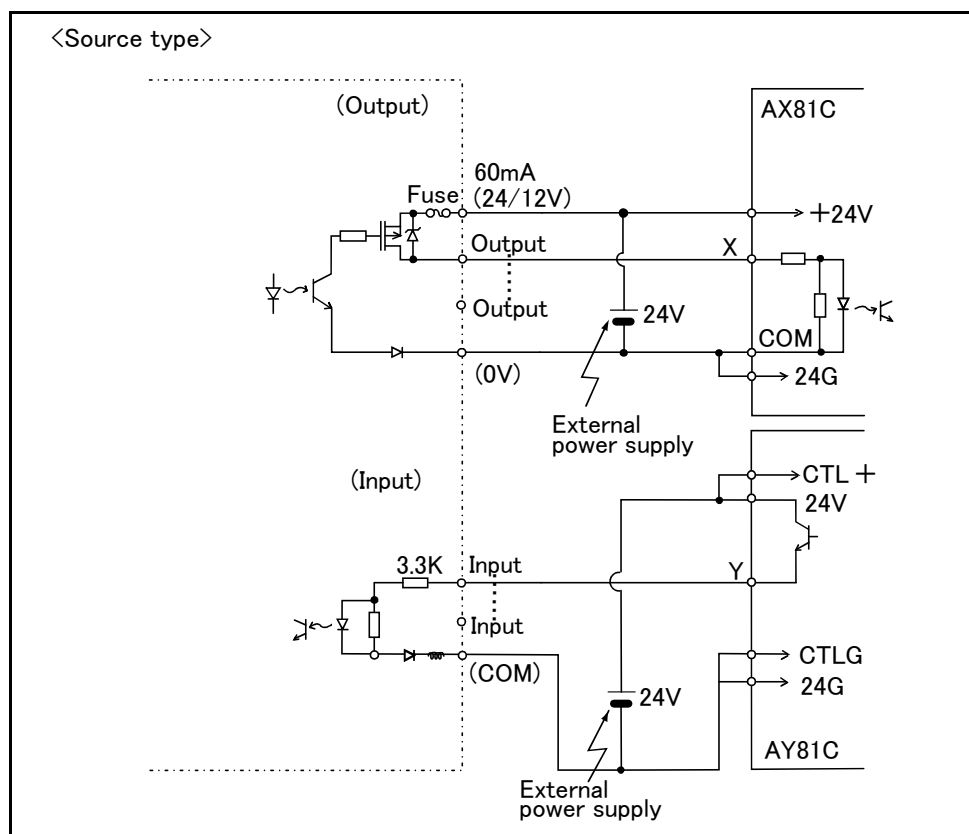 <Source type>
(Output)
AX81C
60mA
Fuse
(24/12V)
+24V
Output
X
Output
24V
COM
(0V)
24G
External
power supply
(Input)
CTL+
24V
3.3K
Input
Y
Input
(COM)
CTLG
24V
24G
AY81C
External
power supply